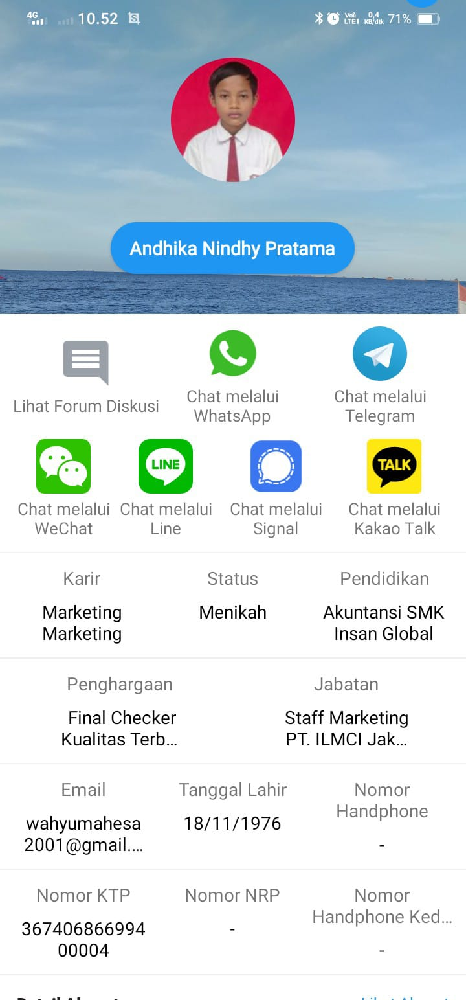 4G 10.52 Vo) LTE1 0,4 KB/dtk 71%
Andhika Nindhy Pratama
Lihat Forum Diskusi
Chat melalui WhatsApp
Chat melalui Telegram
LINE
TALK
Chat melalui WeChat
Chat melalui Line
Chat melalui Signal
Chat melalui Kakao Talk
Karir
Marketing
Marketing
Status
Menikah
Pendidikan
Akuntansi SMK
Insan Global
Penghargaan
Final Checker
Kualitas Terb...
Jabatan
Staff Marketing
PT. ILMCI Jak...
Email
wahyumahesa
2001@gmail....
Tanggal Lahir
18/11/1976
Nomor
Handphone
-
Nomor KTP
367406866994
00004
Nomor NRP
-
Nomor
Handphone Ked...
-